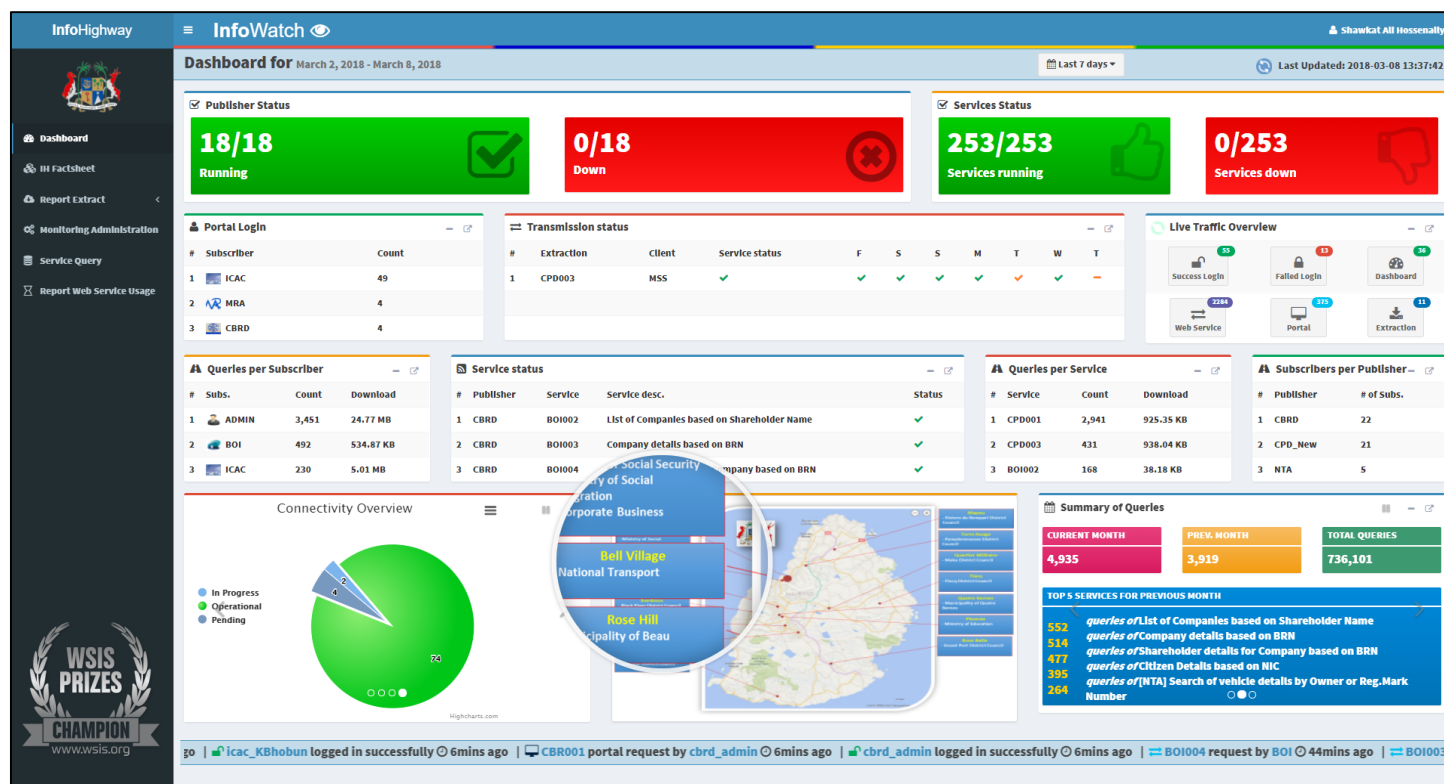 InfoHighway
InfoWatch
Shawkat Ali Hossenally
Dashboard for March 2, 2018 - March 8, 2018
Last 7 days
Last Updated: 2018-03-08 13:37:42
Dashboard
IH Factsheet
Report Extract
Monitoring Administration
Service Query
Report Web Service Usage
WSIS
PRIZES
CHAMPION
www.wsis.org
Publisher Status
18/18
Running
0/18
Down
Services Status
253/253
Services running
0/253
Services down
Portal Login
# Subscriber Count
1 ICAC 49
2 MRA 4
3 CBRD 4
Transmission status
# Extraction Client Service status F S S M T W T
1 CPD003 MSS
Live Traffic Overview
55
Success Login
13
Failed Login
36
Dashboard
2284
Web Service
375
Portal
11
Extraction
Queries per Subscriber
# Subs. Count Download
1 ADMIN 3,451 24.77 MB
2 BOI 492 534.87 KB
3 ICAC 230 5.01 MB
Service status
# Publisher Service Service desc. Status
1 CBRD BOI002 List of Companies based on Shareholder Name
2 CBRD BOI003 Company details based on BRN
3 CBRD BOI004 Company based on BRN
Queries per Service
# Service Count Download
1 CPD001 2,941 925.35 KB
2 CPD003 431 938.04 KB
3 BOI002 168 38.18 KB
Subscribers per Publisher
# Publisher # of Subs.
1 CBRD 22
2 CPD_New 21
3 NTA 5
Connectivity Overview
In Progress
Operational
Pending
2
4
74
Highcharts.com
Social Security
ry of Social
gration
orporate Business
Bell Village
National Transport
Rose Hill
cipality of Beau
Summary of Queries
CURRENT MONTH
4,935
PREV. MONTH
3,919
TOTAL QUERIES
736,101
TOP 5 SERVICES FOR PREVIOUS MONTH
552 queries of List of Companies based on Shareholder Name
514 queries of Company details based on BRN
477 queries of Shareholder details for Company based on BRN
395 queries of Citizen Details based on NIC
264 queries of [NTA] Search of vehicle details by Owner or Reg.Mark
Number
go | icac_KBhobun logged in successfully 6mins ago | CBR001 portal request by cbrd_admin 6mins ago | cbrd_admin logged in successfully 6mins ago | BOI004 request by BOI 44mins ago | BOI003